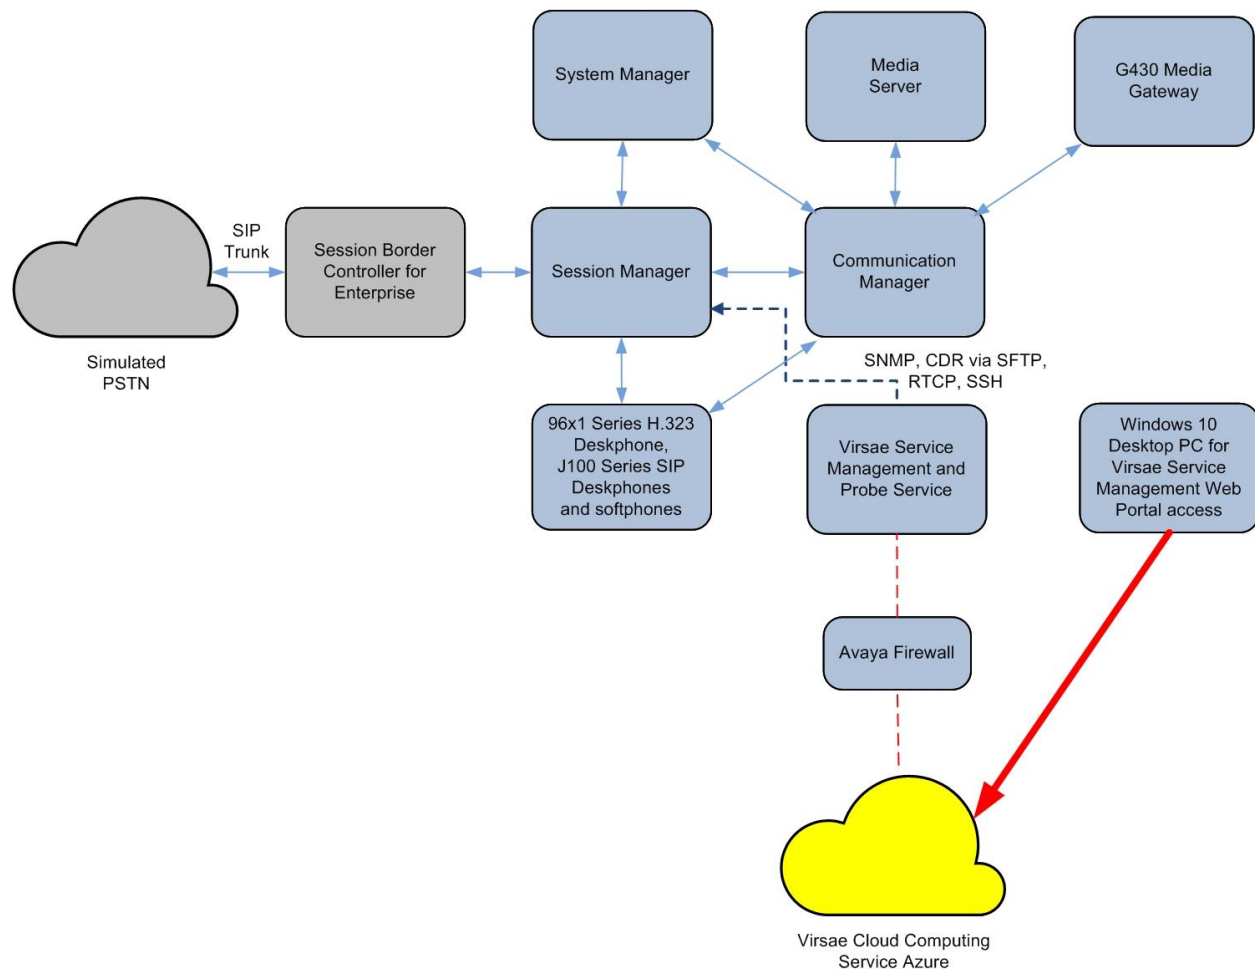 System Manager
Media
Server
G430 Media
Gateway
SIP
Trunk
Session Border
Controller for
Enterprise
Session Manager
Communication
Manager
Simulated
PSTN
SNMP, CDR via SFTP,
RTCP, SSH
96x1 Series H.323
Deskphone,
J100 Series SIP
Deskphones
and softphones
Virsae Service
Management and
Probe Service
Windows 10
Desktop PC for
Virsae Service
Management Web
Portal access
Avaya Firewall
Virsae Cloud Computing
Service Azure